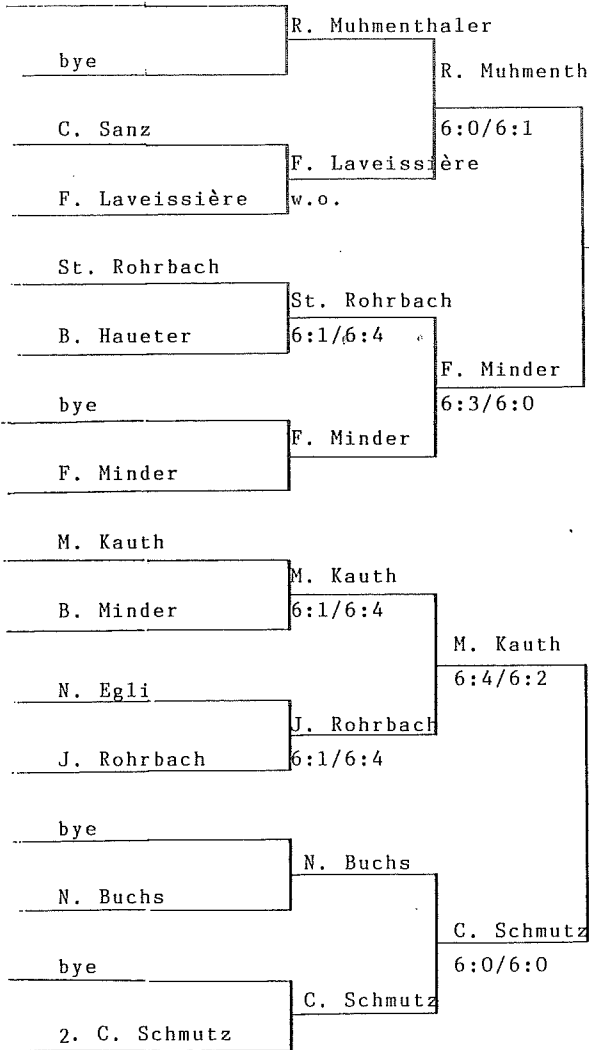 R. Muhmenthaler
bye
R. Muhmenth
C. Sanz
6:0/6:1
F. Laveissière
F. Laveissière
w.o.
St. Rohrbach
St. Rohrbach
B. Haueter
6:1/6:4
F. Minder
bye
6:3/6:0
F. Minder
F. Minder
M. Kauth
M. Kauth
B. Minder
6:1/6:4
M. Kauth
6:4/6:2
N. Egli
J. Rohrbach
J. Rohrbach
6:1/6:4
bye
N. Buchs
N. Buchs
C. Schmutz
bye
6:0/6:0
C. Schmutz
2. C. Schmutz